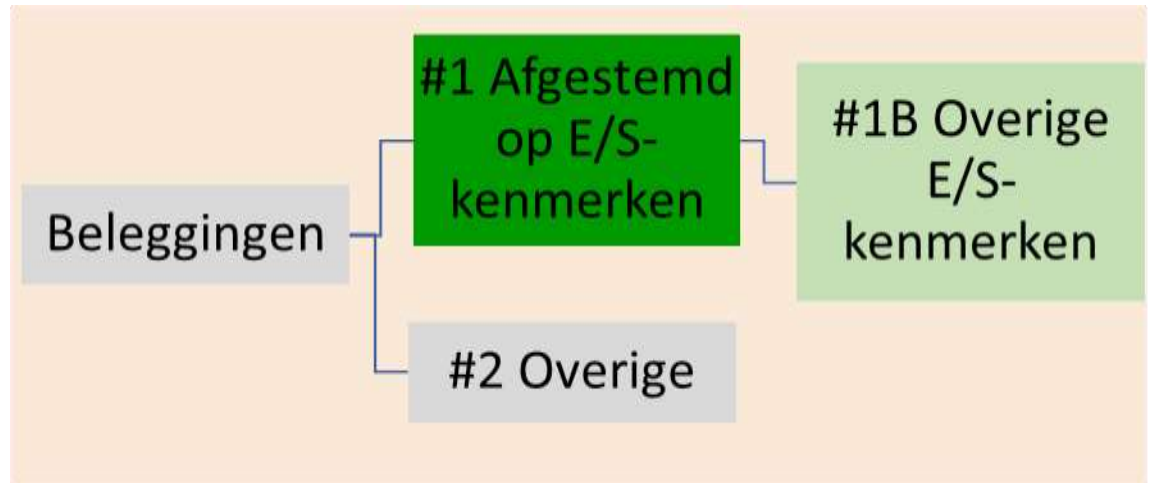 #1 Afgestemd
op E/S-
kenmerken
#1B Overige
E/S-
kenmerken
Beleggingen
#2 Overige